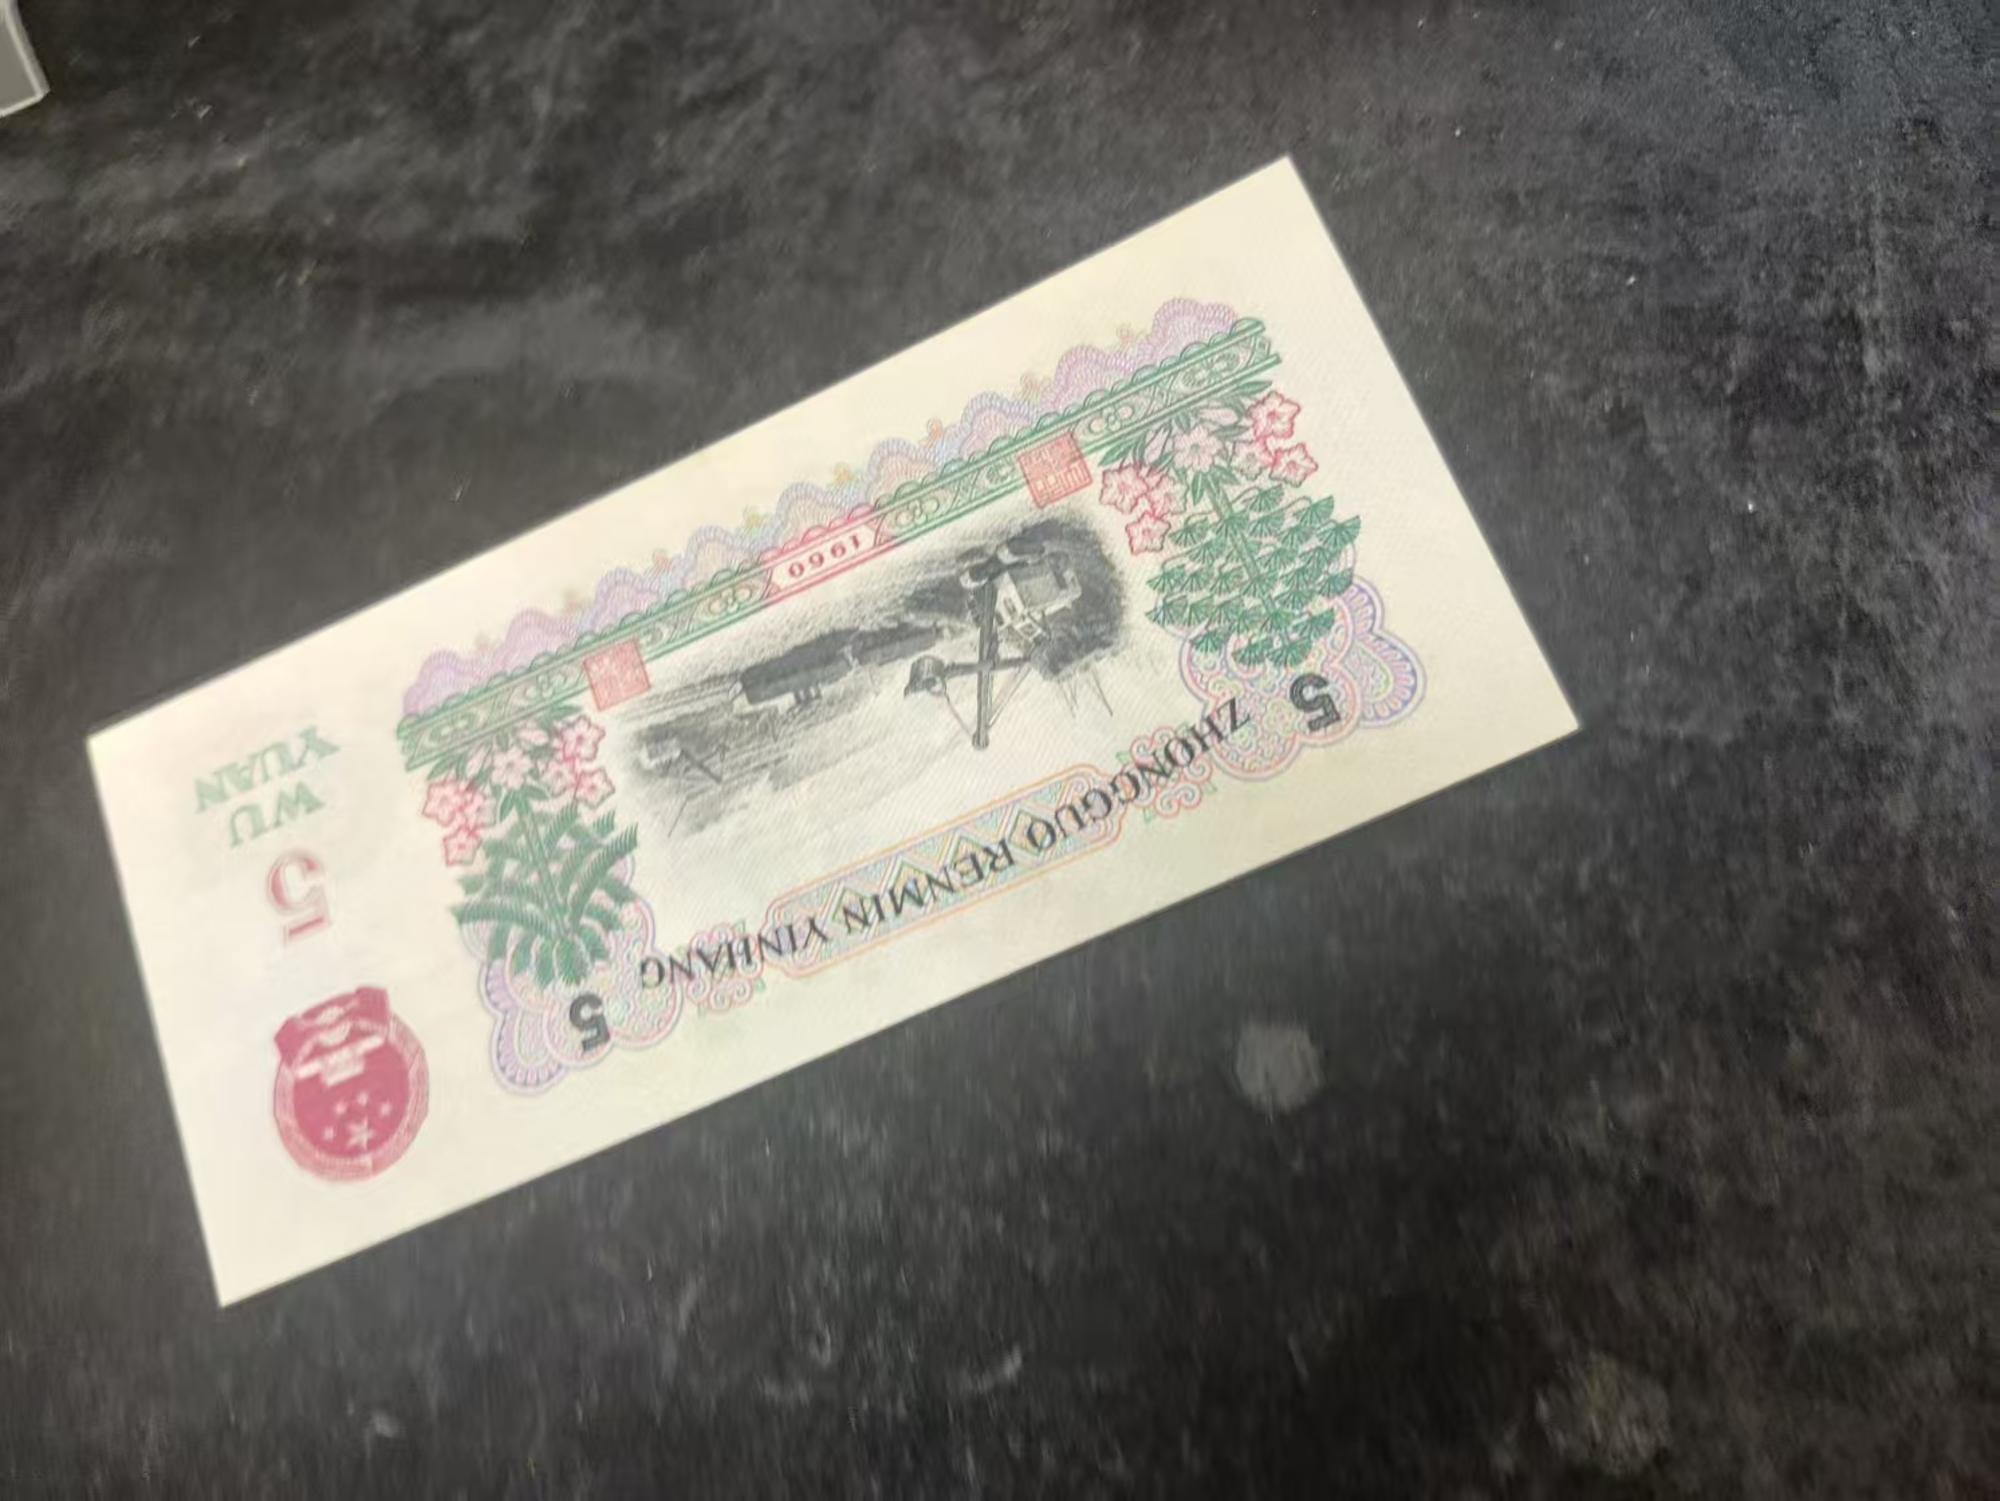 ZHONGGUO RENMIN YINHANG
5
5
5
WU
YUAN
1960